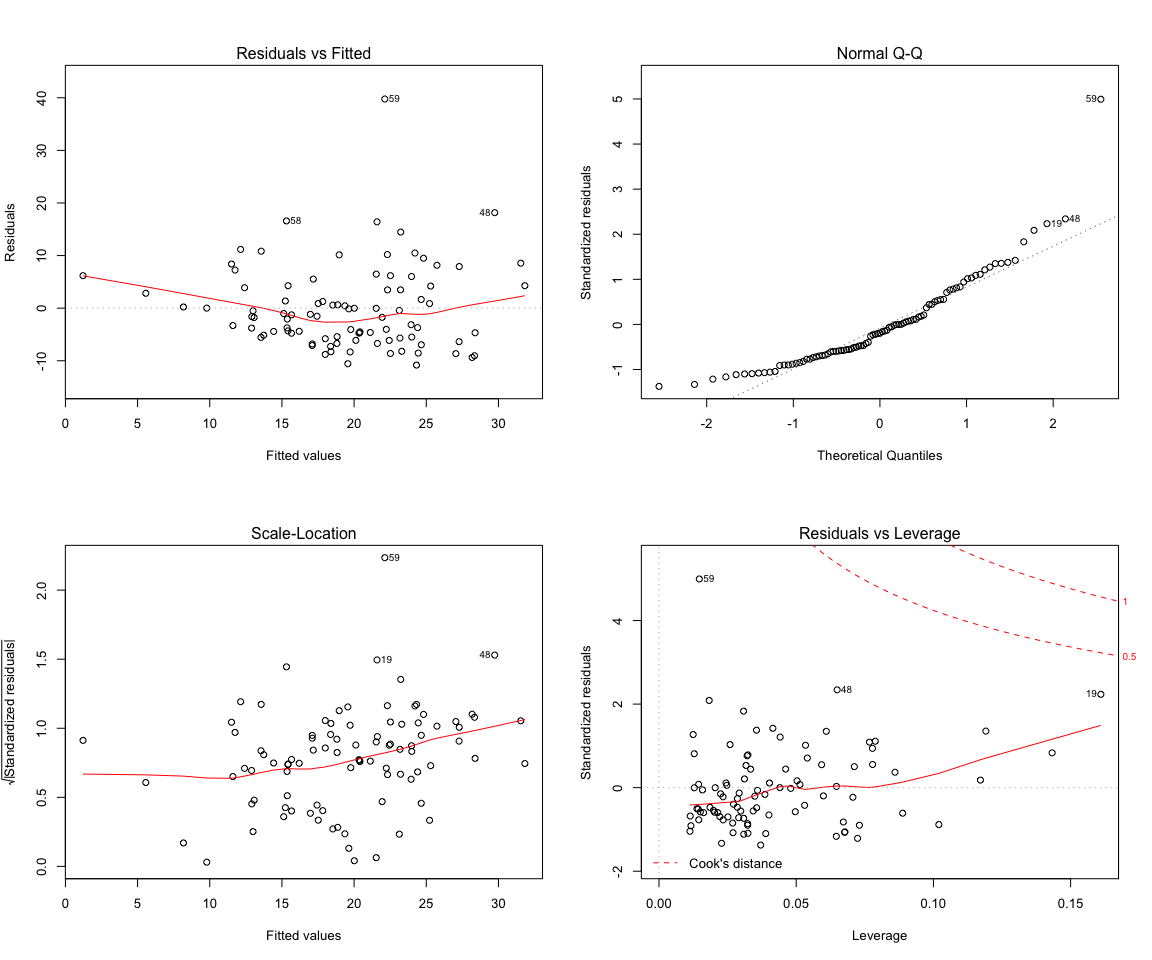 Residuals vs Fitted
40
30
20
10
0
-10
Residuals
59
58
48
0 5 10 15 20 25 30
Fitted values
Normal Q-Q
5
4
3
2
1
0
-1
Standardized residuals
59
19
48
-2 -1 0 1 2
Theoretical Quantiles
Scale-Location
2.0
1.5
1.0
0.5
0.0
√|Standardized residuals|
59
19
48
0 5 10 15 20 25 30
Fitted values
Residuals vs Leverage
4
2
0
-2
Standardized residuals
59
48
19
1
0.5
Cook's distance
0.00 0.05 0.10 0.15
Leverage